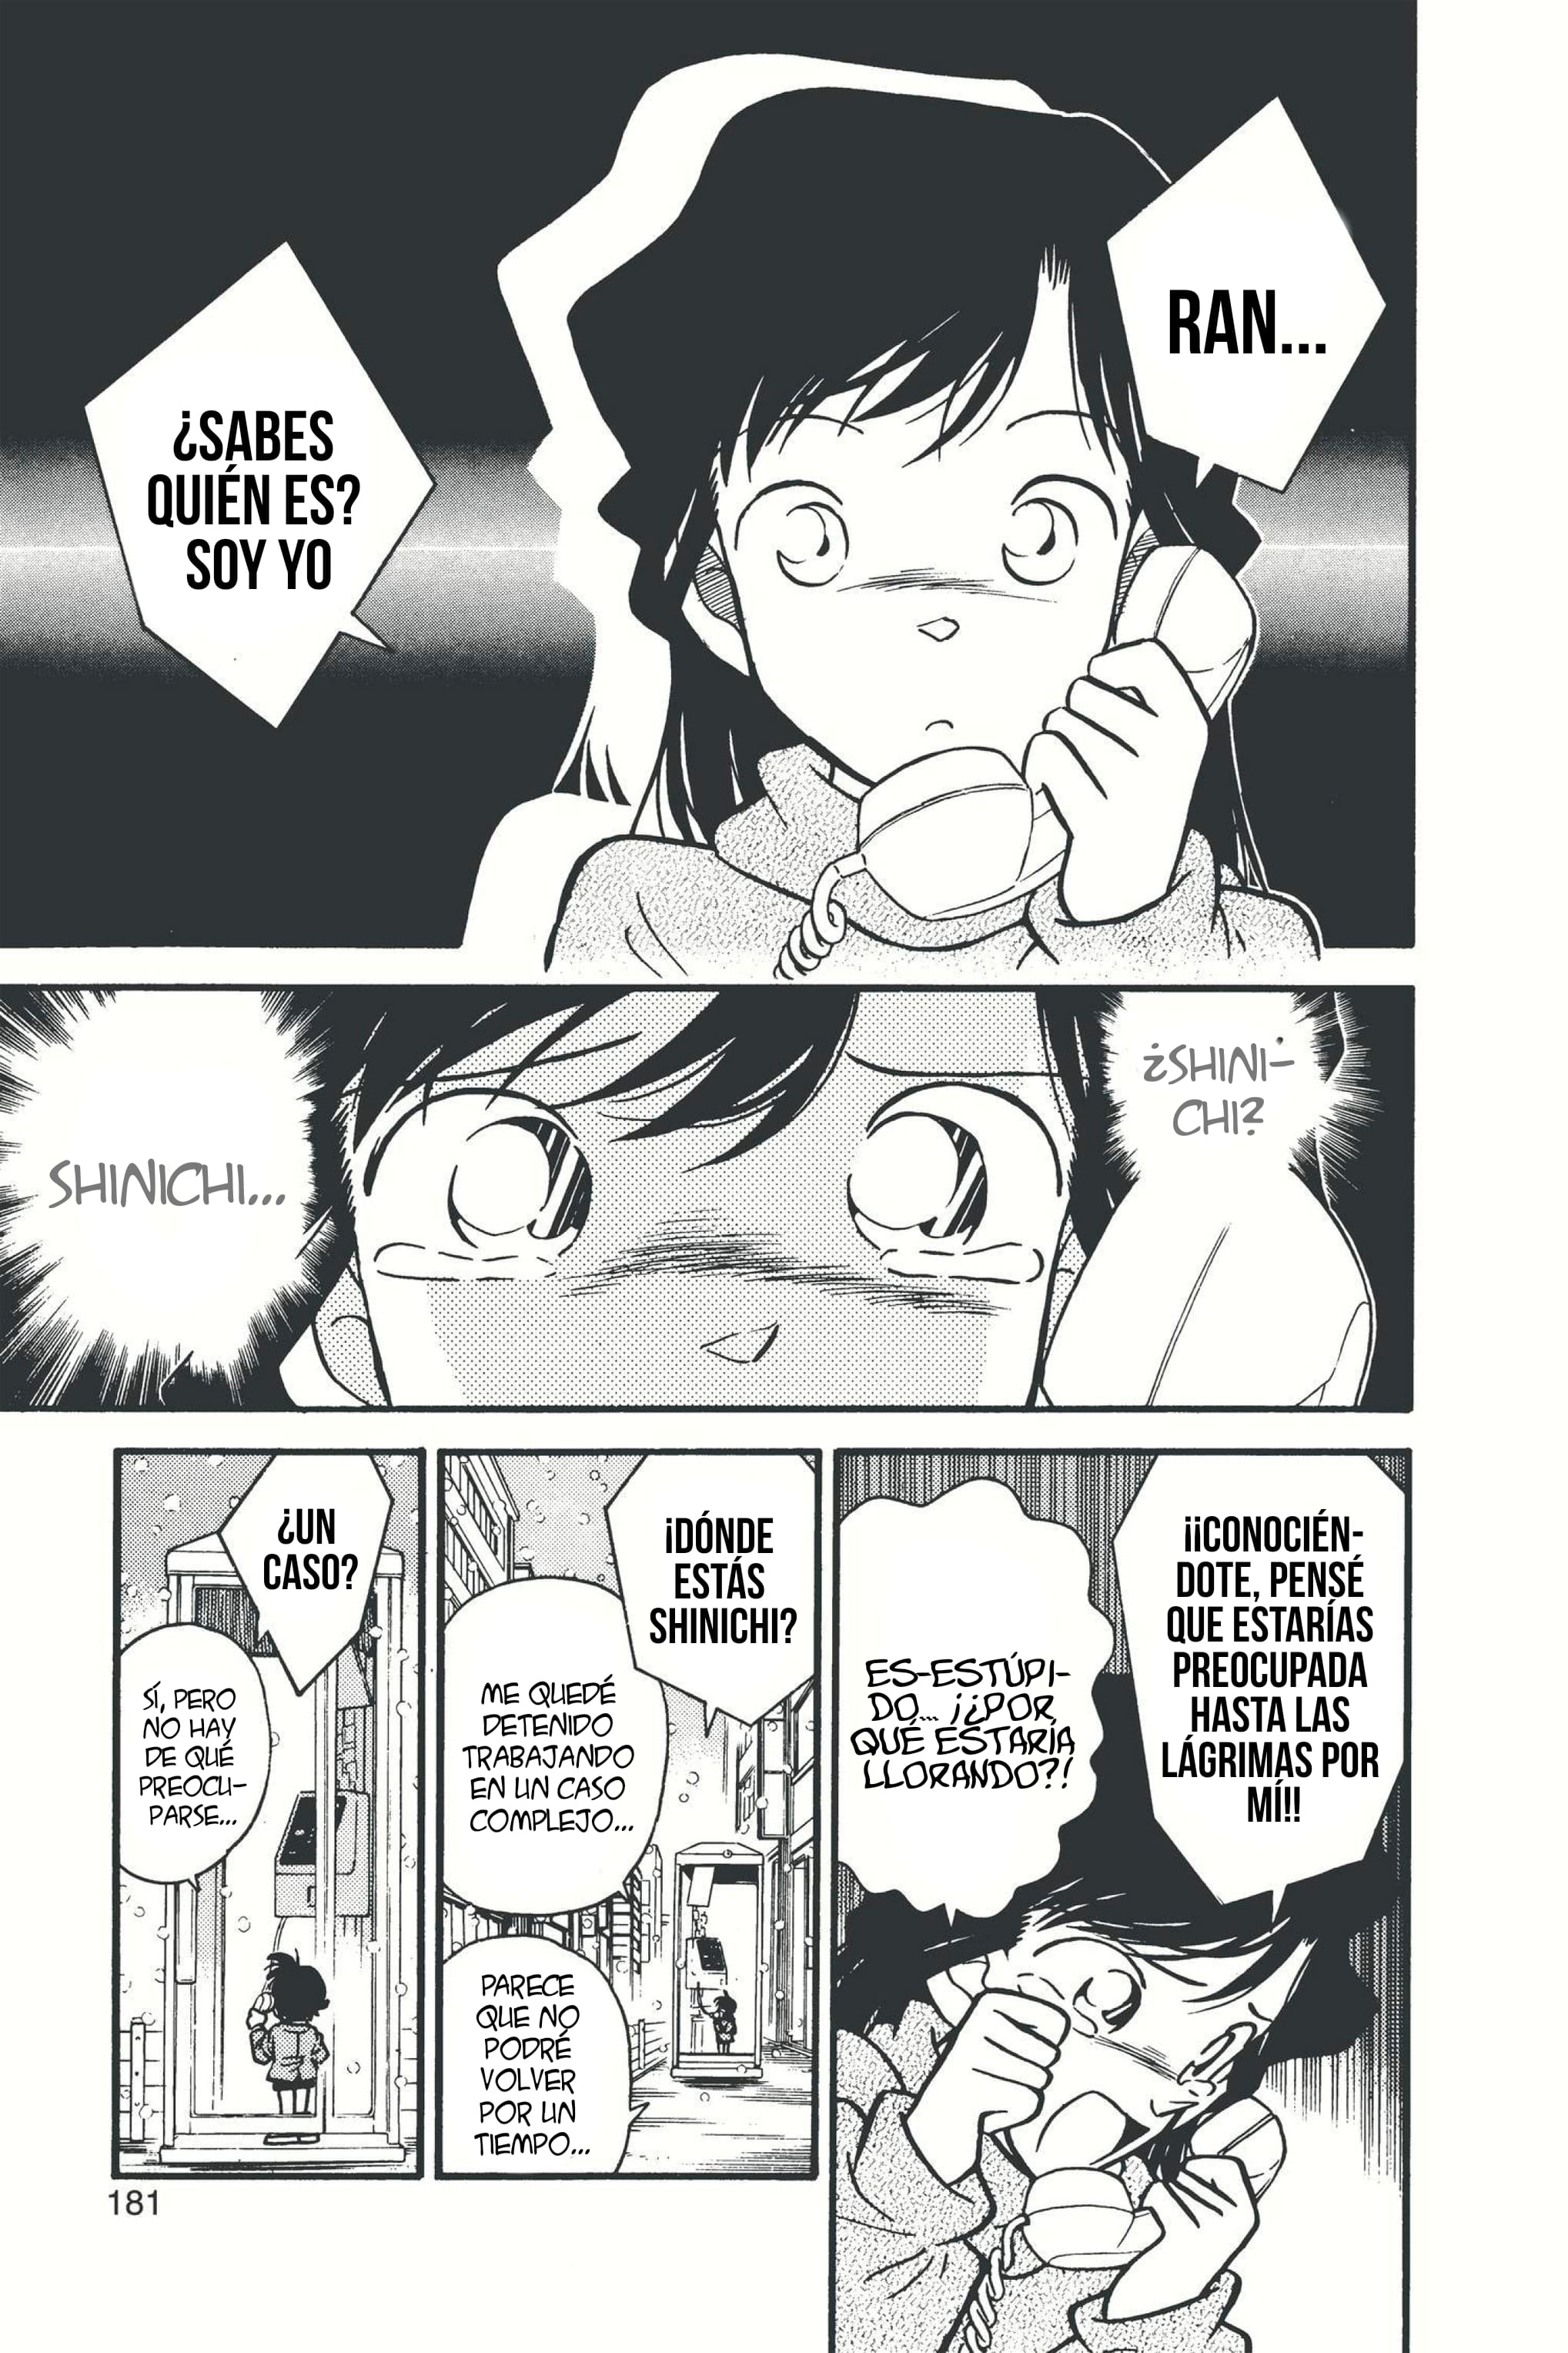 RAN...
¿SABES
QUIÉN ES?
SOY YO
¿SHINI-
CHI?
SHINICHI...
¡¡CONOCIÉN-
DOTE, PENSÉ
QUE ESTARÍAS
PREOCUPADA
HASTA LAS
LÁGRIMAS POR
MÍ!!
ES-ESTÚPI-
DO... ¡¿POR
QUÉ ESTARÍA
LLORANDO?!
¡DÓNDE
ESTÁS
SHINICHI?
ME QUEDÉ
DETENIDO
TRABAJANDO
EN UN CASO
COMPLEJO...
PARECE
QUE NO
PODRÉ
VOLVER
POR UN
TIEMPO...
¿UN
CASO?
SÍ, PERO
NO HAY
DE QUÉ
PREOCU-
PARSE...
181